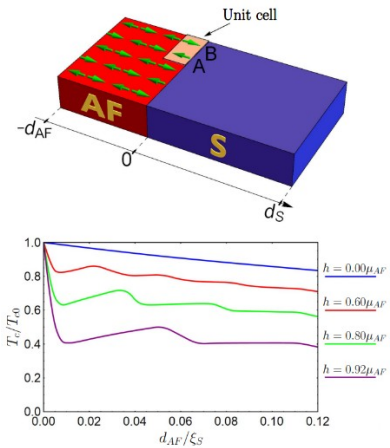 Unit cell
B
A
AF
S
-d_AF
0
d_S
1.0
0.8
0.6
0.4
0.2
0.0
T_c/T_c0
0.00 0.02 0.04 0.06 0.08 0.10 0.12
d_AF/ξ_S
h = 0.00μ_AF
h = 0.60μ_AF
h = 0.80μ_AF
h = 0.92μ_AF